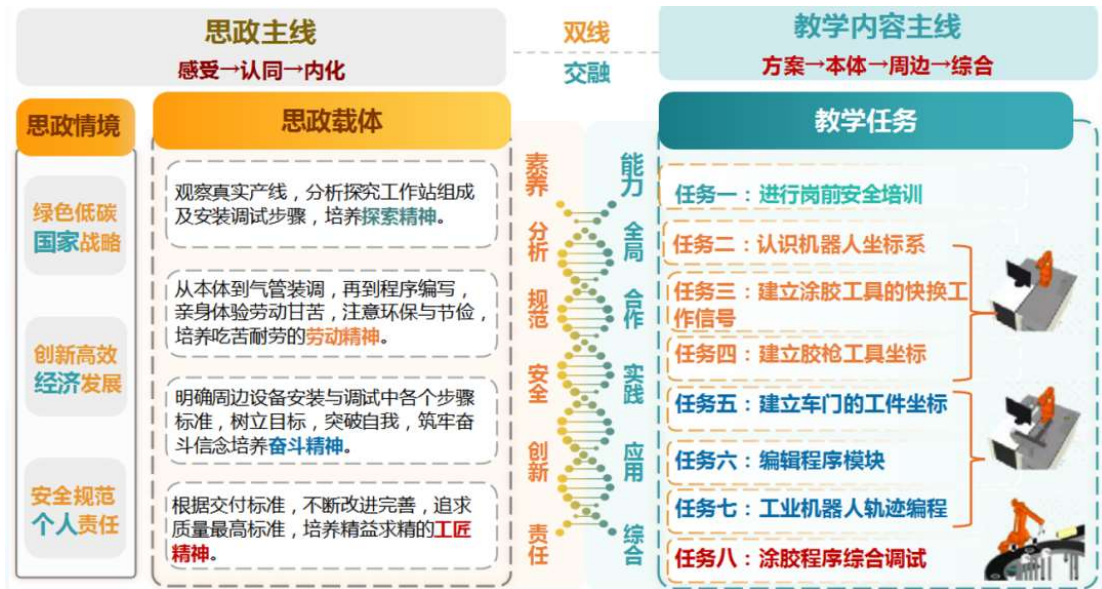 思政主线
感受→认同→内化
双线
交融
教学内容主线
方案→本体→周边→综合
思政情境
绿色低碳
国家战略
创新高效
经济发展
安全规范
个人责任
思政载体
观察真实产线，分析探究工作站组成
及安装调试步骤，培养探索精神。
从本体到气管装调，再到程序编写，
亲身体验劳动甘苦，注意环保与节俭，
培养吃苦耐劳的劳动精神。
明确周边设备安装与调试中各个步骤
标准，树立目标，突破自我，筑牢奋
斗信念培养奋斗精神。
根据交付标准，不断改进完善，追求
质量最高标准，培养精益求精的工匠
精神。
素养
分析
规范
安全
创新
责任
能力
全局
合作
实践
应用
综合
教学任务
任务一：进行岗前安全培训
任务二：认识机器人坐标系
任务三：建立涂胶工具的快换工
作信号
任务四：建立胶枪工具坐标
任务五：建立车门的工件坐标
任务六：编辑程序模块
任务七：工业机器人轨迹编程
任务八：涂胶程序综合调试